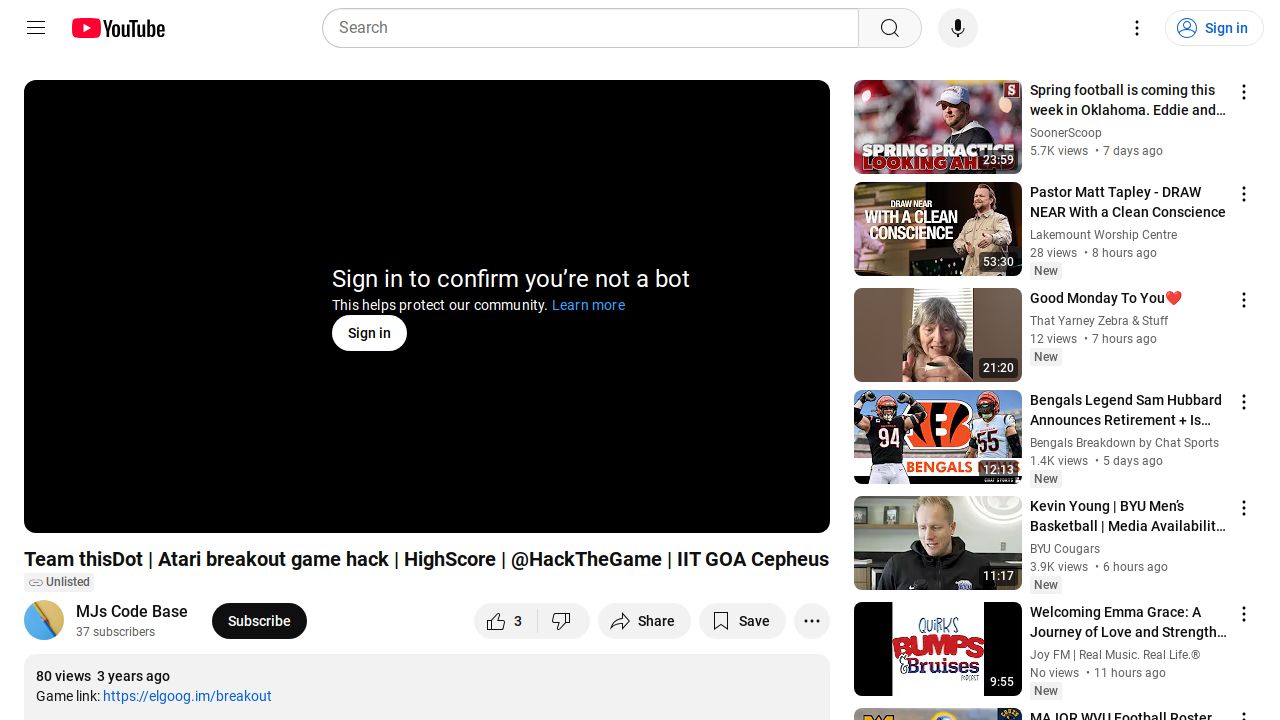 YouTube
Search
Sign in
Sign in to confirm you’re not a bot
This helps protect our community. Learn more
Sign in
Team thisDot | Atari breakout game hack | HighScore | @HackTheGame | IIT GOA Cepheus
Unlisted
MJs Code Base
37 subscribers
Subscribe
3
Share
Save
80 views 3 years ago
Game link: https://elgoog.im/breakout
S
SPRING PRACTICE
LOOKING AHEAD
23:59
Spring football is coming this
week in Oklahoma. Eddie and...
SoonerScoop
5.7K views • 7 days ago
DRAW NEAR
WITH A CLEAN
CONSCIENCE
53:30
Pastor Matt Tapley - DRAW
NEAR With a Clean Conscience
Lakemount Worship Centre
28 views • 8 hours ago
New
21:20
Good Monday To You❤️
That Yarney Zebra & Stuff
12 views • 7 hours ago
New
94
55
BENGALS NEWS
CHAT SPORTS
12:13
Bengals Legend Sam Hubbard
Announces Retirement + Is...
Bengals Breakdown by Chat Sports
1.4K views • 5 days ago
New
11:17
Kevin Young | BYU Men’s
Basketball | Media Availabilit...
BYU Cougars
3.9K views • 6 hours ago
New
QUIRKS
BUMPS
& Bruises
PODCAST
9:55
Welcoming Emma Grace: A
Journey of Love and Strength...
Joy FM | Real Music. Real Life.®
No views • 11 hours ago
New
MAJOR WVU Football Roster